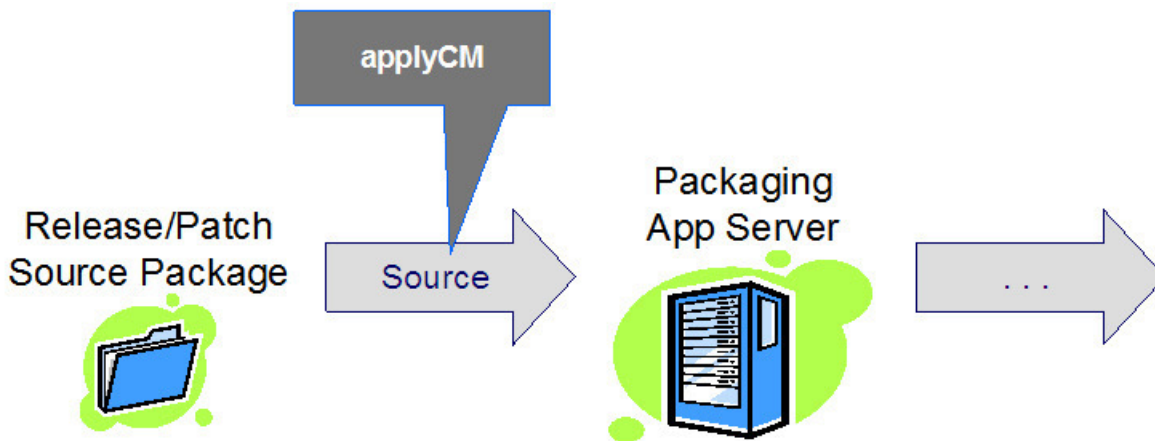 applyCM
Release/Patch
Source Package
Source
Packaging
App Server
. . .